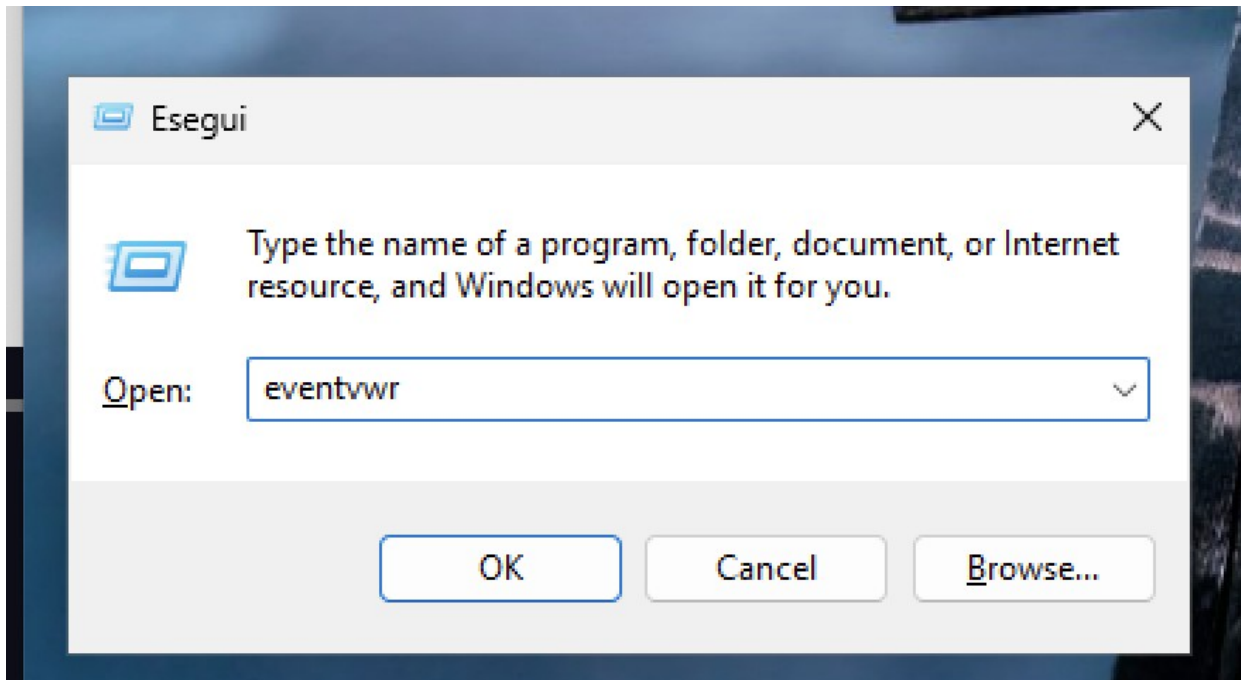 Esegui
Type the name of a program, folder, document, or Internet
resource, and Windows will open it for you.
Open: eventvwr
OK Cancel Browse...